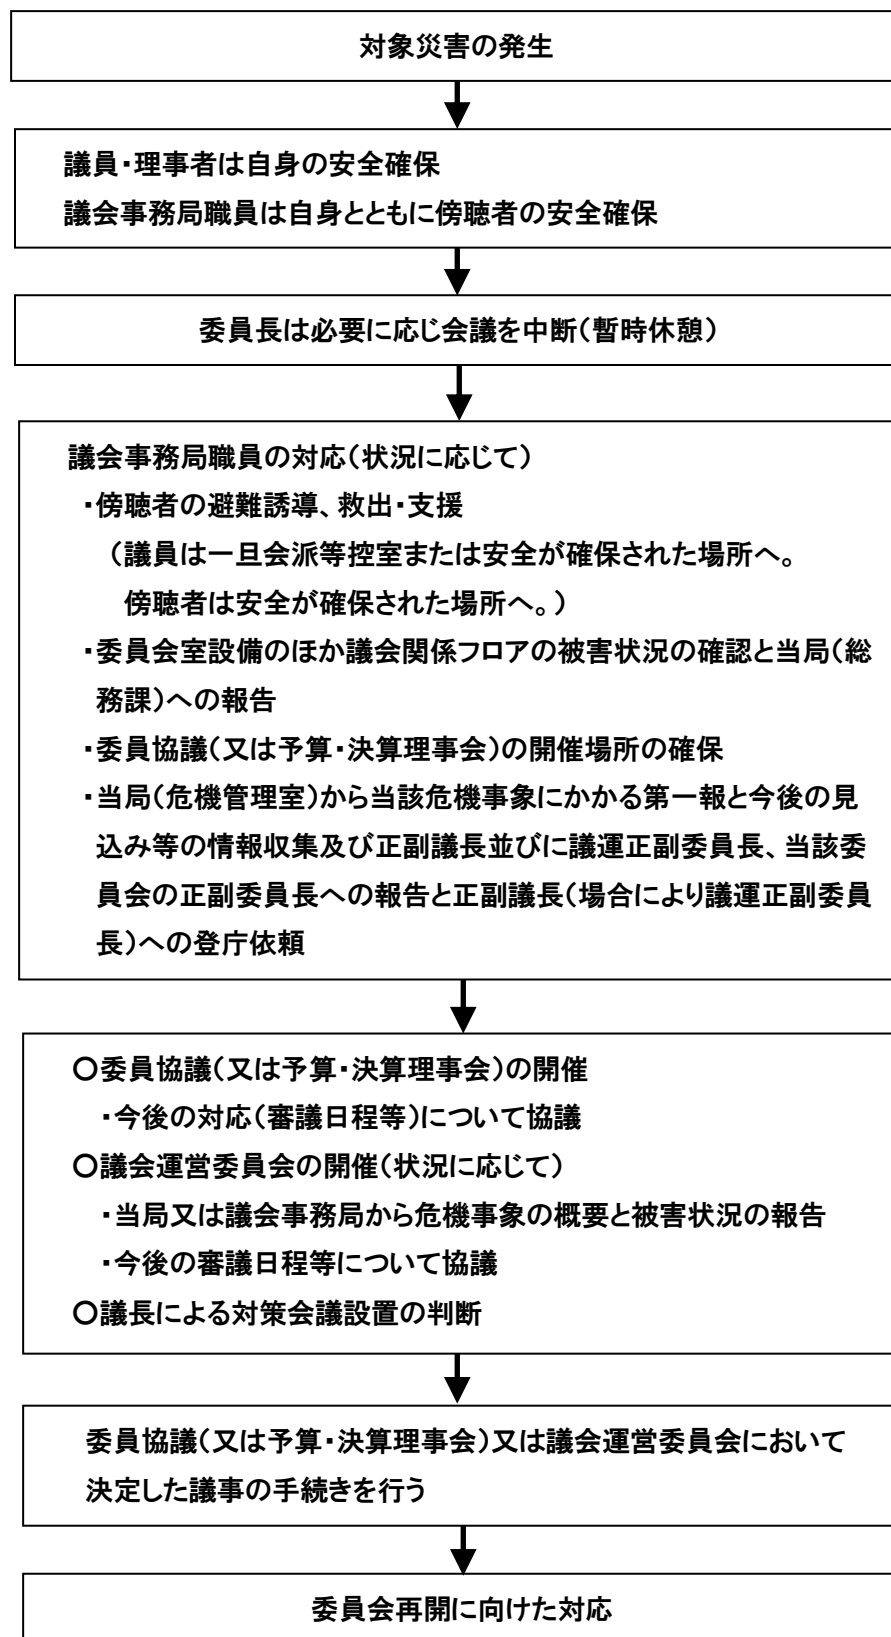 対象災害の発生
議員・理事者は自身の安全確保
議会事務局職員は自身とともに傍聴者の安全確保
委員長は必要に応じ会議を中断（暫時休憩）
議会事務局職員の対応（状況に応じて）
・傍聴者の避難誘導、救出・支援
（議員は一旦会派等控室または安全が確保された場所へ。
傍聴者は安全が確保された場所へ。）
・委員会室設備のほか議会関係フロアの被害状況の確認と当局（総
務課）への報告
・委員協議（又は予算・決算理事会）の開催場所の確保
・当局（危機管理室）から当該危機事象にかかる第一報と今後の見
込み等の情報収集及び正副議長並びに議運正副委員長、当該委
員会の正副委員長への報告と正副議長（場合により議運正副委員
長）への登庁依頼
○委員協議（又は予算・決算理事会）の開催
・今後の対応（審議日程等）について協議
○議会運営委員会の開催（状況に応じて）
・当局又は議会事務局から危機事象の概要と被害状況の報告
・今後の審議日程等について協議
○議長による対策会議設置の判断
委員協議（又は予算・決算理事会）又は議会運営委員会において
決定した議事の手続きを行う
委員会再開に向けた対応